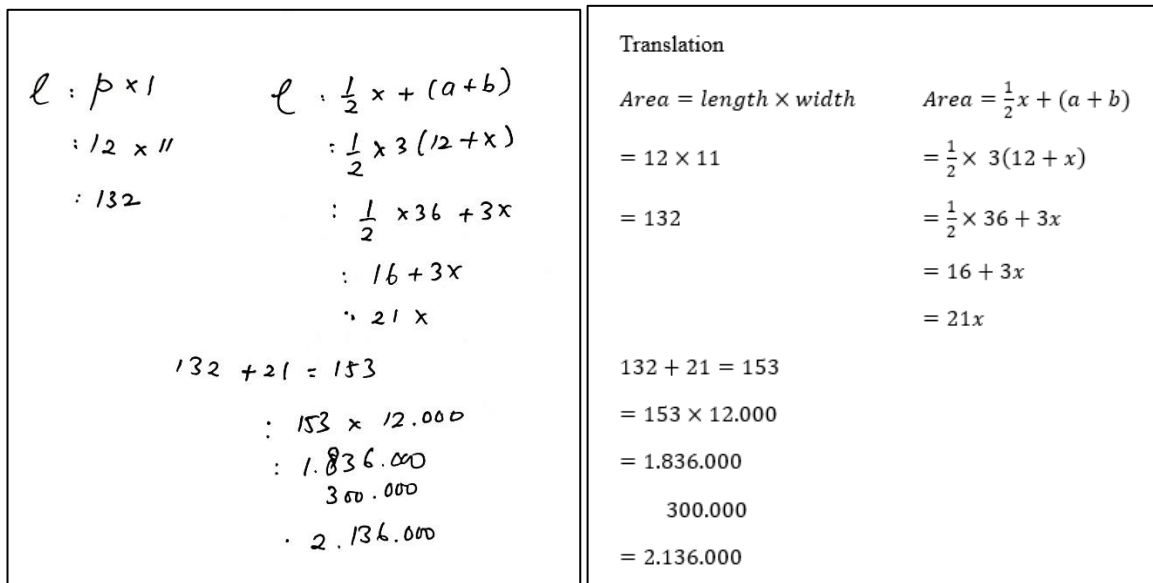 ℓ : p × l
: 12 × 11
: 132
ℓ : 1/2 x + (a+b)
: 1/2 × 3 (12 + x)
: 1/2 × 36 + 3x
: 16 + 3x
: 21 x
132 + 21 = 153
: 153 × 12.000
: 1.836.000
300.000
: 2.136.000
Translation
Area = length × width
= 12 × 11
= 132
Area = 1/2 x + (a + b)
= 1/2 × 3(12 + x)
= 1/2 × 36 + 3x
= 16 + 3x
= 21x
132 + 21 = 153
= 153 × 12.000
= 1.836.000
300.000
= 2.136.000